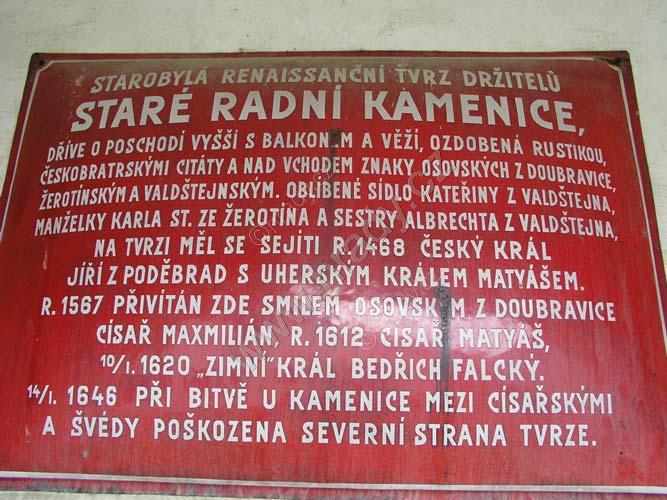 STAROBYLÁ RENAISSANČNÍ TVRZ DRŽITELŮ
STARÉ RADNÍ KAMENICE,
DŘÍVE O POSCHODÍ VYŠŠÍ S BALKONEM A VĚŽÍ, OZDOBENA RUSTIKOU,
ČESKOBRATRSKÝMI CITÁTY A NAD VCHODEM ZNAKY OSOVSKÝCH Z DOUBRAVICE,
ŽEROTÍNSKÝM A VALDŠTEJNSKÝM. OBLÍBENÉ SÍDLO KATEŘINY Z VALDŠTEJNA,
MANŽELKY KARLA ST. ZE ŽEROTÍNA A SESTRY ALBRECHTA Z VALDŠTEJNA,
NA TVRZI MĚL SE SEJÍTI R. 1468 ČESKÝ KRÁL
JIŘÍ Z PODĚBRAD S UHERSKÝM KRÁLEM MATYÁŠEM.
R. 1567 PŘIVÍTÁN ZDE SMILEM OSOVSKÝM Z DOUBRAVICE
CÍSAŘ MAXMILIÁN R. 1612 CÍSAŘ MATYÁŠ,
10/I. 1620 „ZIMNÍ" KRÁL BEDŘICH FALCKÝ.
14/I. 1646 PŘI BITVĚ U KAMENICE MEZI CÍSAŘSKÝMI
A ŠVÉDY POŠKOZENA SEVERNÍ STRANA TVRZE.